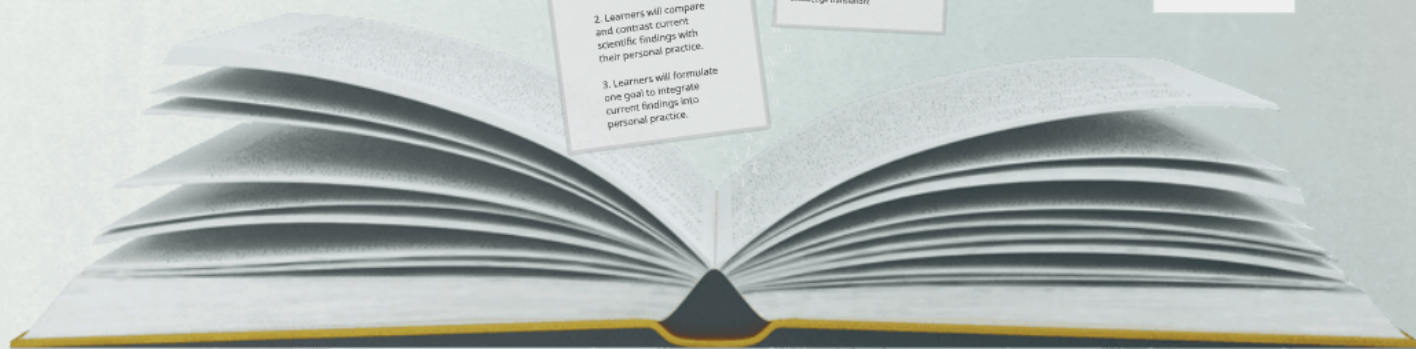 2. Learners will compare
and contrast current
scientific findings with
their personal practice.
3. Learners will formulate
one goal to integrate
current findings into
personal practice.